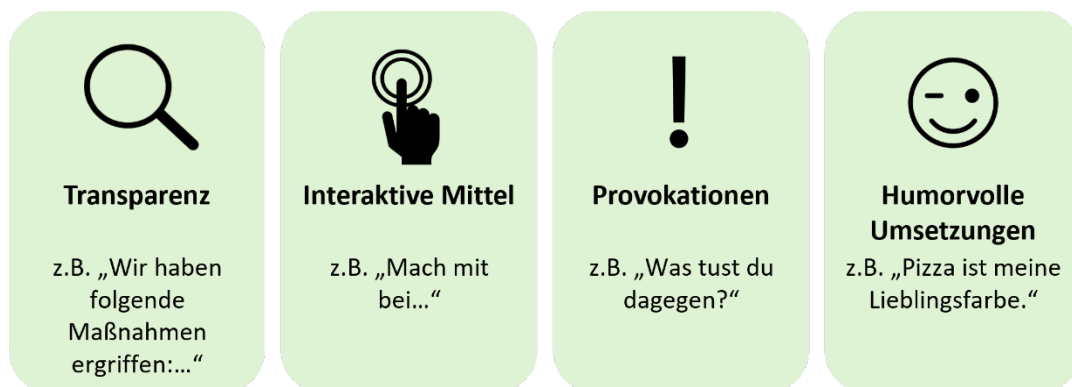 Transparenz
z.B. „Wir haben
folgende
Maßnahmen
ergriffen:...“
Interaktive Mittel
z.B. „Mach mit
bei...“
Provokationen
z.B. „Was tust du
dagegen?“
Humorvolle
Umsetzungen
z.B. „Pizza ist meine
Lieblingsfarbe.“